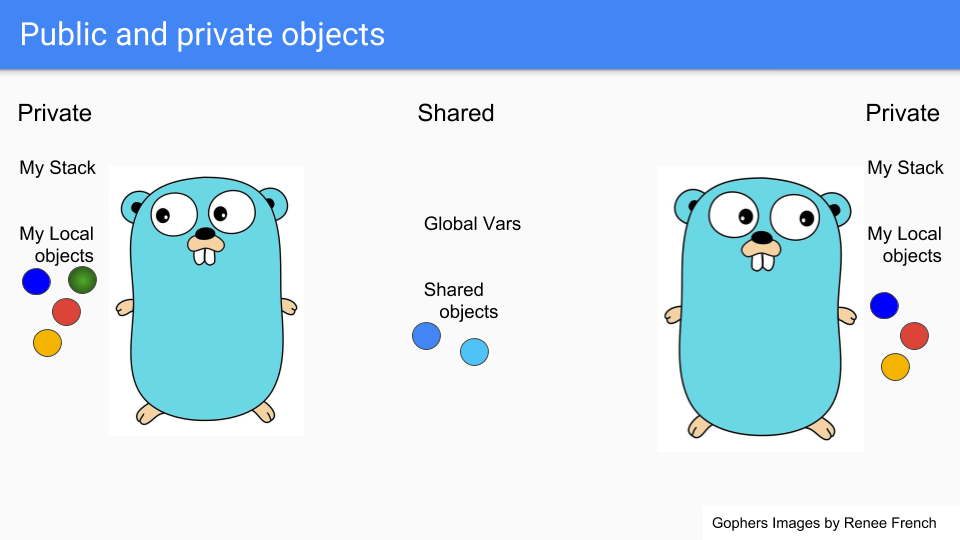 Public and private objects
Private
My Stack
My Local
objects
Shared
Global Vars
Shared
objects
Private
My Stack
My Local
objects
Gophers Images by Renee French